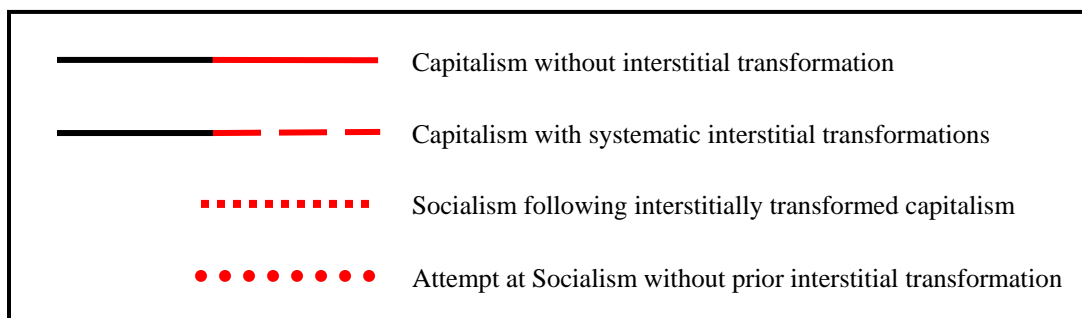 Capitalism without interstitial transformation
Capitalism with systematic interstitial transformations
Socialism following interstitially transformed capitalism
Attempt at Socialism without prior interstitial transformation